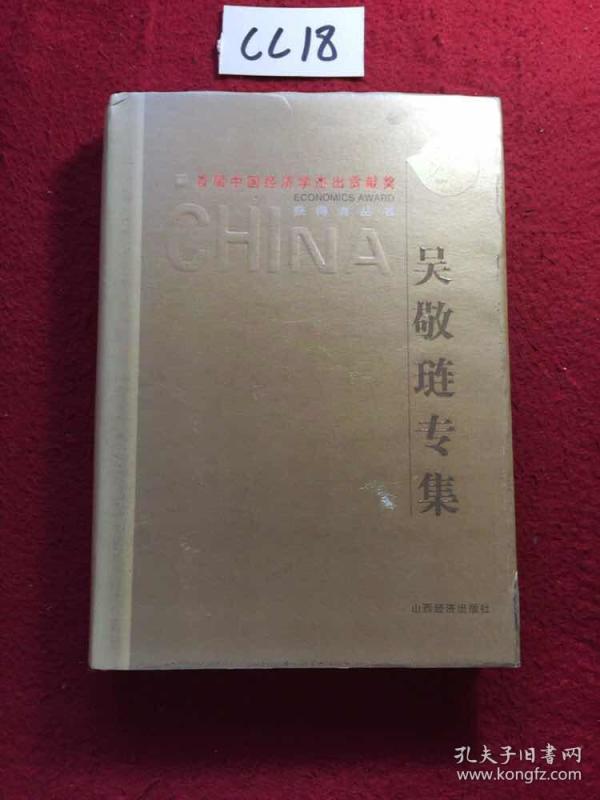 CC18
首届中国经济学杰出贡献奖
ECONOMICS AWARD
获得者丛书
CHINA
吴敬琏专集
山西经济出版社
孔夫子旧书网
www.kongfz.com